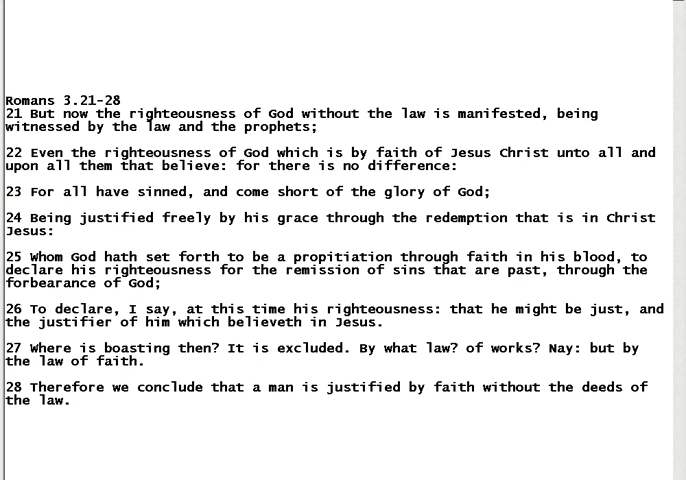 Romans 3.21-28
21 But now the righteousness of God without the law is manifested, being
witnessed by the law and the prophets;
22 Even the righteousness of God which is by faith of Jesus Christ unto all and
upon all them that believe: for there is no difference:
23 For all have sinned, and come short of the glory of God;
24 Being justified freely by his grace through the redemption that is in Christ
Jesus:
25 Whom God hath set forth to be a propitiation through faith in his blood, to
declare his righteousness for the remission of sins that are past, through the
forbearance of God;
26 To declare, I say, at this time his righteousness: that he might be just, and
the justifier of him which believeth in Jesus.
27 Where is boasting then? It is excluded. By what law? of works? Nay: but by
the law of faith.
28 Therefore we conclude that a man is justified by faith without the deeds of
the law.